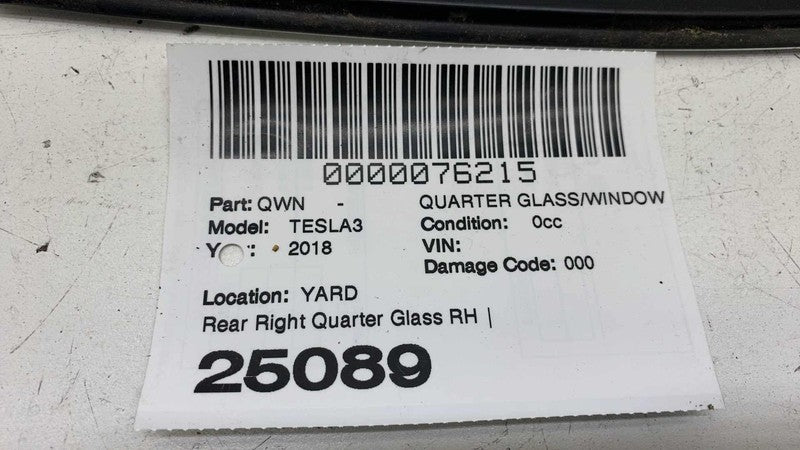 0000076215
Part: QWN - QUARTER GLASS/WINDOW
Model: TESLA3 Condition: 0cc
Y : 2018 VIN:
Damage Code: 000
Location: YARD
Rear Right Quarter Glass RH |
25089